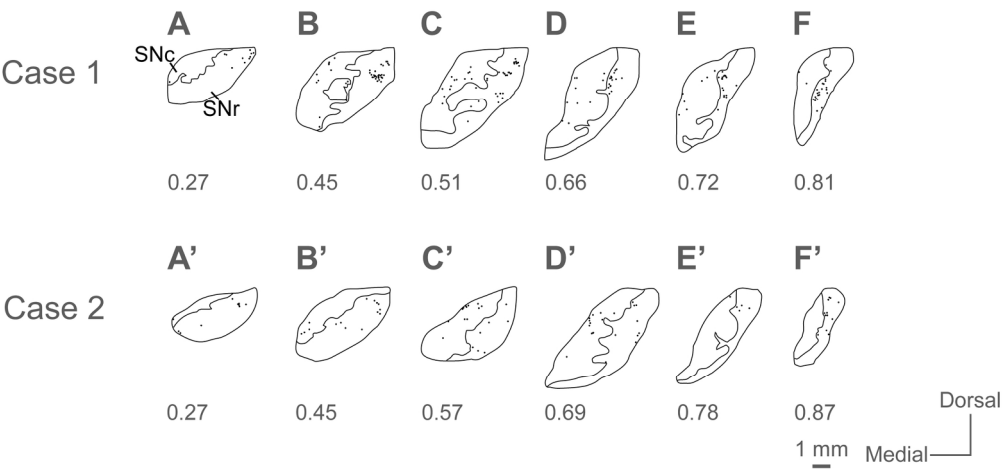 A B C D E F
Case 1
SNc
SNr
0.27 0.45 0.51 0.66 0.72 0.81
A’ B’ C’ D’ E’ F’
Case 2
0.27 0.45 0.57 0.69 0.78 0.87
Dorsal
1 mm Medial